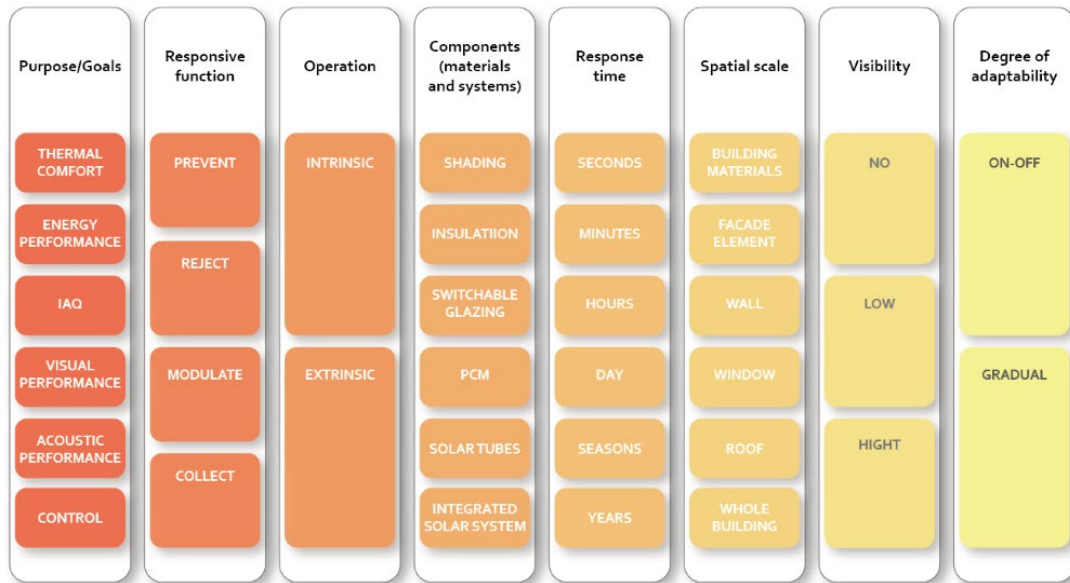 Purpose/Goals
THERMAL
COMFORT
ENERGY
PERFORMANCE
IAQ
VISUAL
PERFORMANCE
ACOUSTIC
PERFORMANCE
CONTROL
Responsive
function
PREVENT
REJECT
MODULATE
COLLECT
Operation
INTRINSIC
EXTRINSIC
Components
(materials
and systems)
SHADING
INSULATIION
SWITCHABLE
GLAZING
PCM
SOLAR TUBES
INTEGRATED
SOLAR SYSTEM
Response
time
SECONDS
MINUTES
HOURS
DAY
SEASONS
YEARS
Spatial scale
BUILDING
MATERIALS
FACADE
ELEMENT
WALL
WINDOW
ROOF
WHOLE
BUILDING
Visibility
NO
LOW
HIGHT
Degree of
adaptability
ON-OFF
GRADUAL